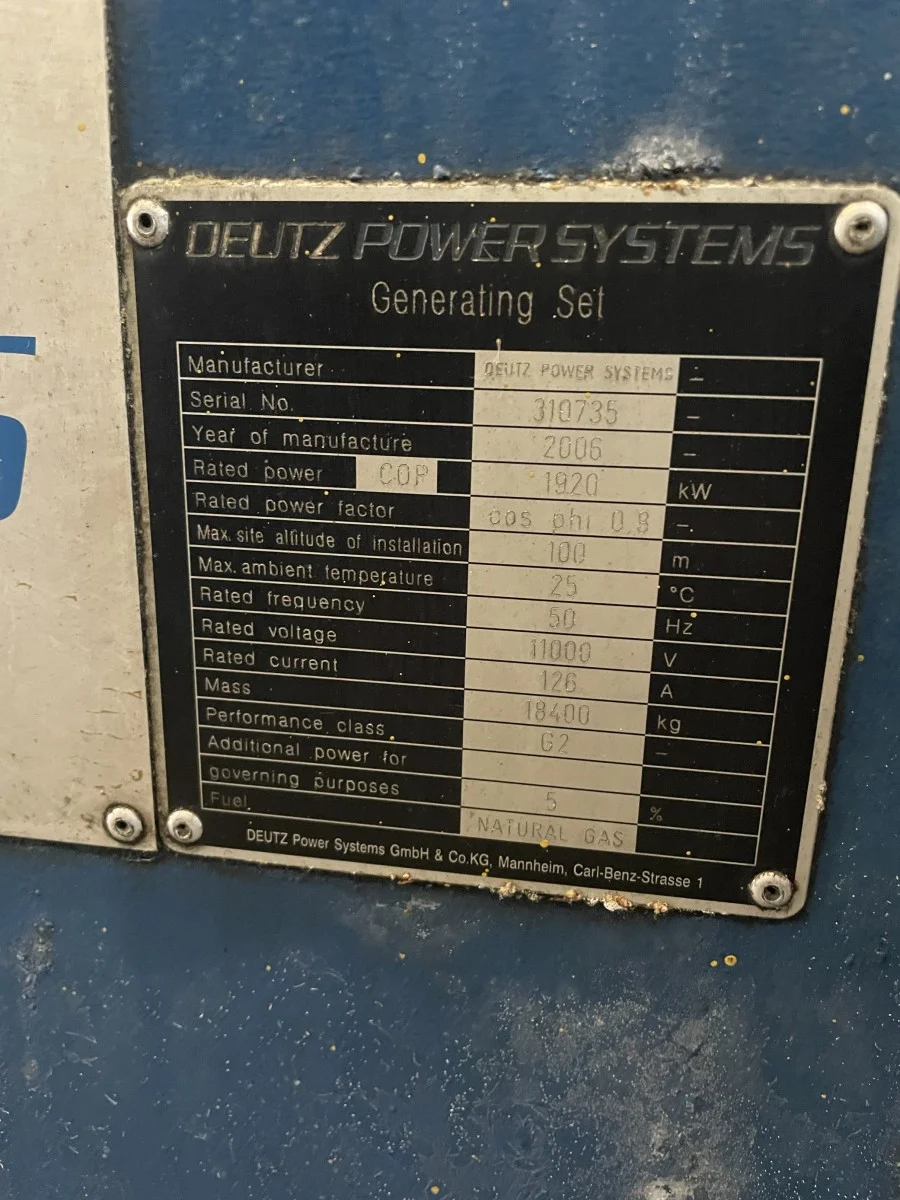 DEUTZ POWER SYSTEMS
Generating Set
Manufacturer DEUTZ POWER SYSTEMS –
Serial No. 310735 –
Year of manufacture 2006 –
Rated power COP 1920 kW
Rated power factor cos phi 0.8 –
Max. site altitude of installation 100 m
Max. ambient temperature 25 °C
Rated frequency 50 Hz
Rated voltage 11000 V
Rated current 126 A
Mass 18400 kg
Performance class G2 –
Additional power for
governing purposes 5 %
Fuel NATURAL GAS
DEUTZ Power Systems GmbH & Co.KG, Mannheim, Carl-Benz-Strasse 1